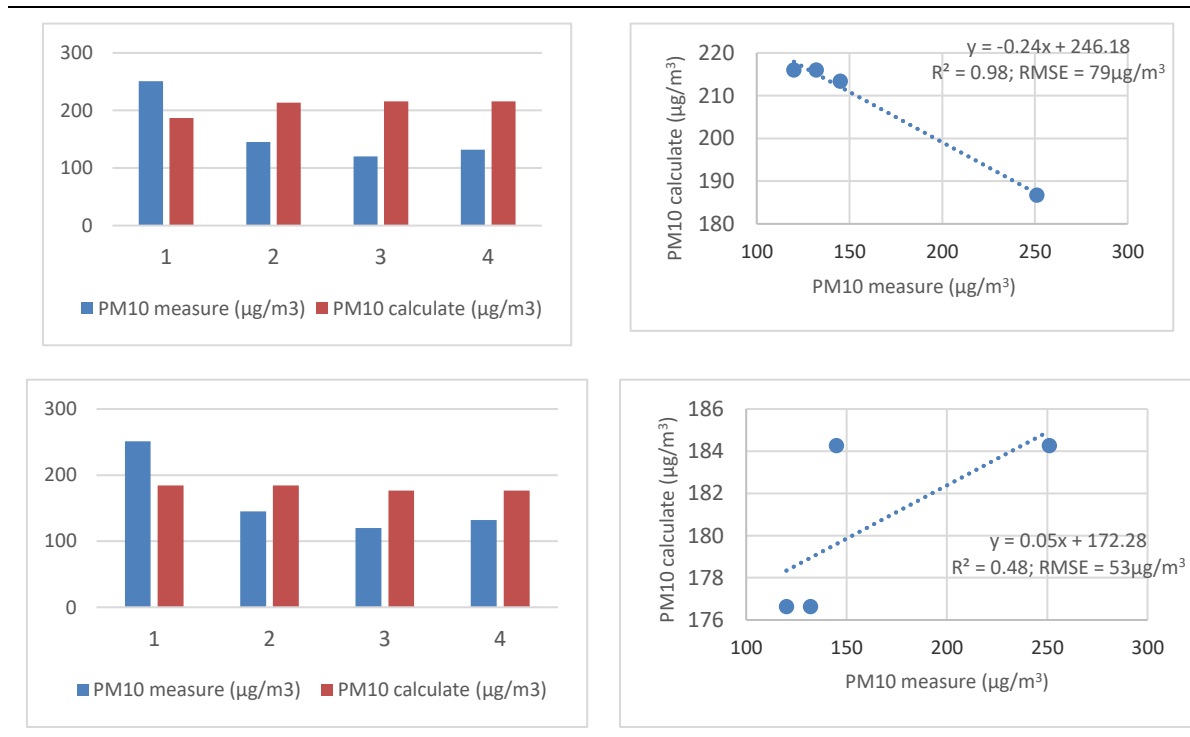 300
200
100
0
1 2 3 4
PM10 measure (µg/m3) PM10 calculate (µg/m3)
y = -0.24x + 246.18
R² = 0.98; RMSE = 79µg/m³
PM10 calculate (µg/m³)
220
210
200
190
180
100 150 200 250 300
PM10 measure (µg/m³)
300
200
100
0
1 2 3 4
PM10 measure (µg/m3) PM10 calculate (µg/m3)
PM10 calculate (µg/m³)
186
184
182
180
178
176
y = 0.05x + 172.28
R² = 0.48; RMSE = 53µg/m³
100 150 200 250 300
PM10 measure (µg/m³)